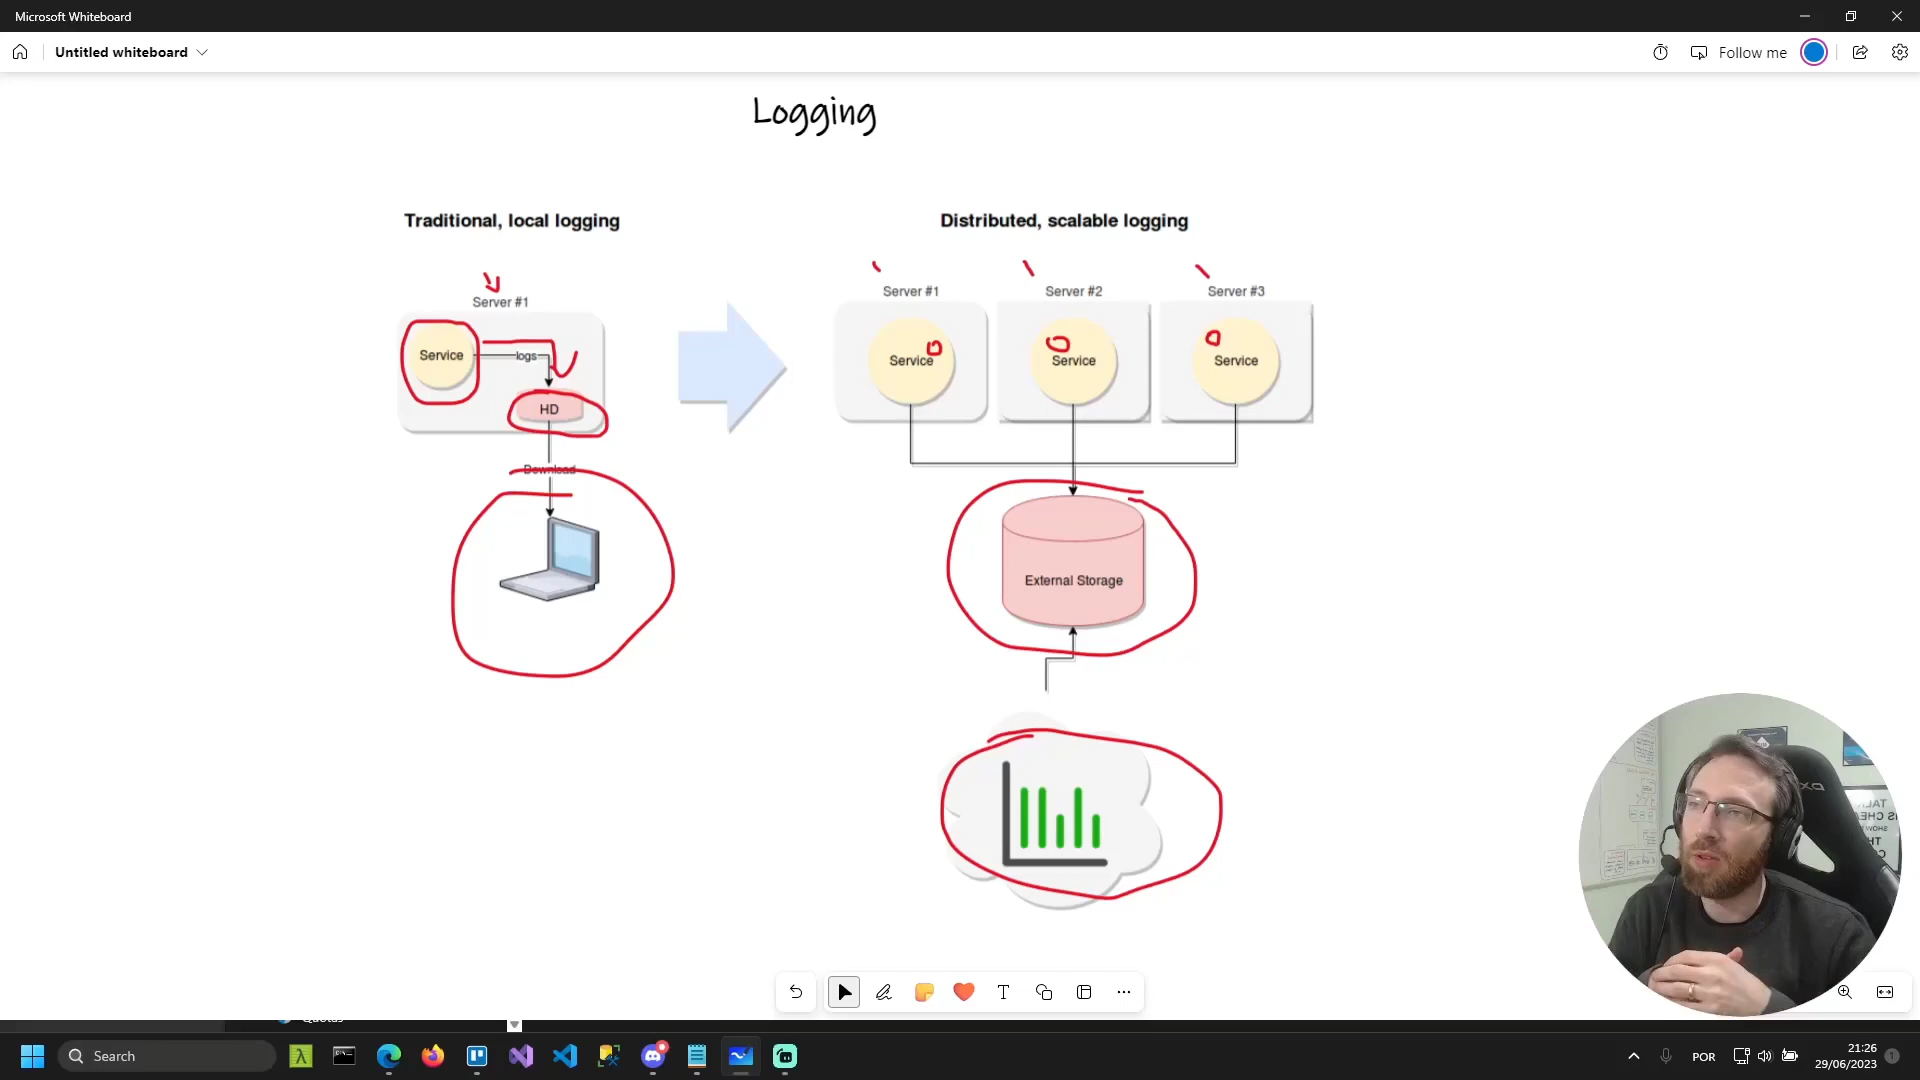 Microsoft Whiteboard
Untitled whiteboard
Follow me
Logging
Traditional, local logging
Distributed, scalable logging
Server #1
Service
logs
HD
Download
Server #1
Server #2
Server #3
Service
Service
Service
External Storage
Search
POR
21:26
29/06/2023